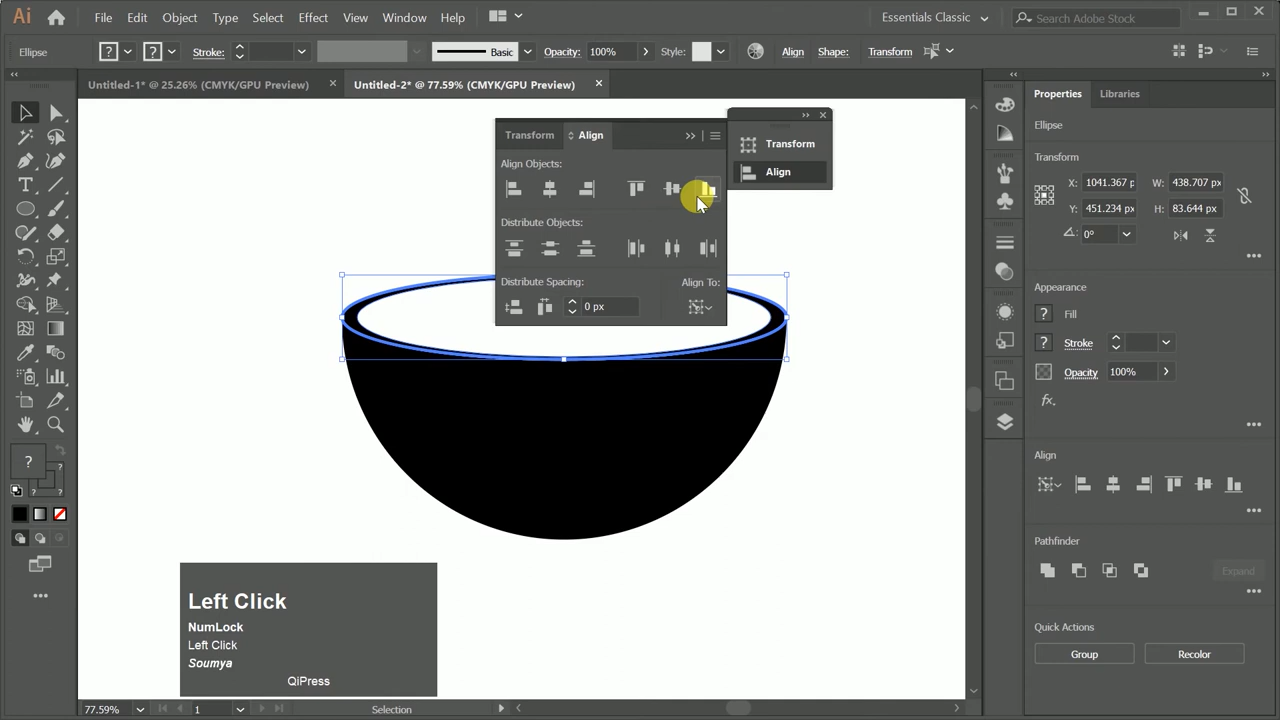 Ai File Edit Object Type Select Effect View Window Help Essentials Classic Search Adobe Stock
Ellipse ? ? Stroke: Basic Opacity: 100% Style: Align Shape: Transform
Untitled-1* @ 25.26% (CMYK/GPU Preview) × Untitled-2* @ 77.59% (CMYK/GPU Preview) ×
Properties Libraries
Ellipse
Transform
X: 1041.367 p W: 438.707 px
Y: 451.234 px H: 83.644 px
0°
Appearance
? Fill
? Stroke
Opacity 100%
fx.
Align
Pathfinder
Expand
Quick Actions
Group Recolor
Transform
Align
Transform Align
Align Objects:
Distribute Objects:
Distribute Spacing: Align To:
0 px
T
?
?
? ?
Left Click
NumLock
Left Click
Soumya
QiPress
77.59% 1 Selection